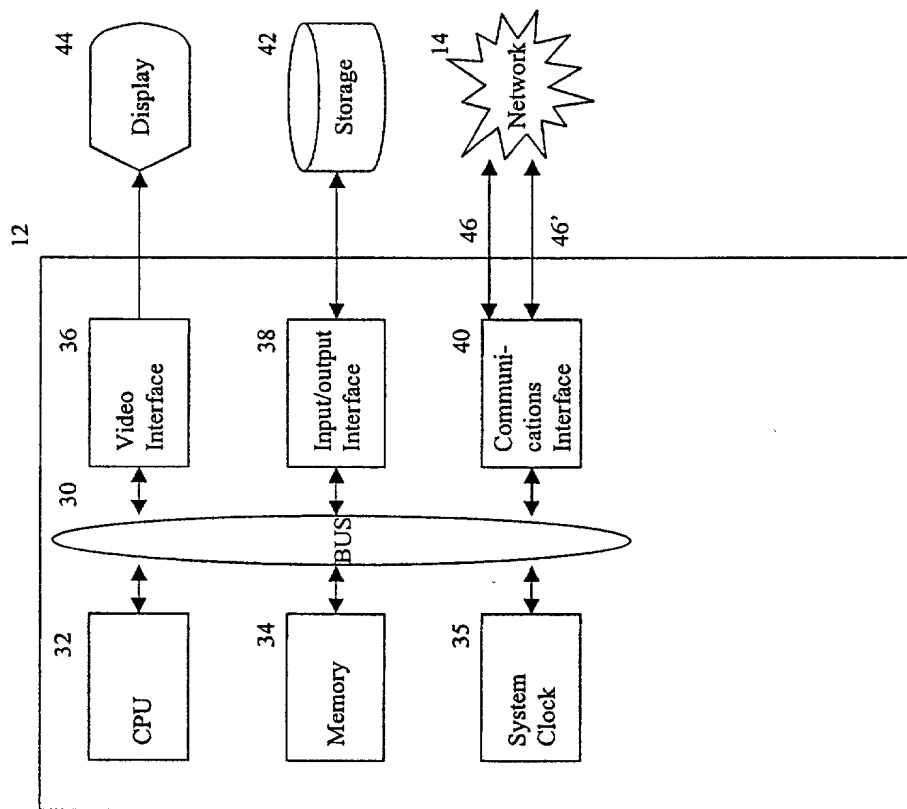 12
32
CPU
30
36
Video
Interface
44
Display
34
Memory
BUS
38
Input/output
Interface
42
Storage
35
System
Clock
40
Communi-
cations
Interface
46
46’
14
Network